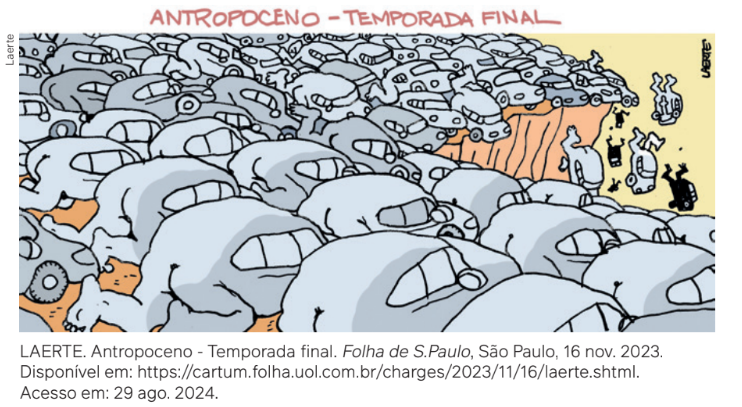 ANTROPOCENO - TEMPORADA FINAL
Laerte
LAERTE
LAERTE. Antropoceno - Temporada final. Folha de S.Paulo, São Paulo, 16 nov. 2023.
Disponível em: https://cartum.folha.uol.com.br/charges/2023/11/16/laerte.shtml.
Acesso em: 29 ago. 2024.